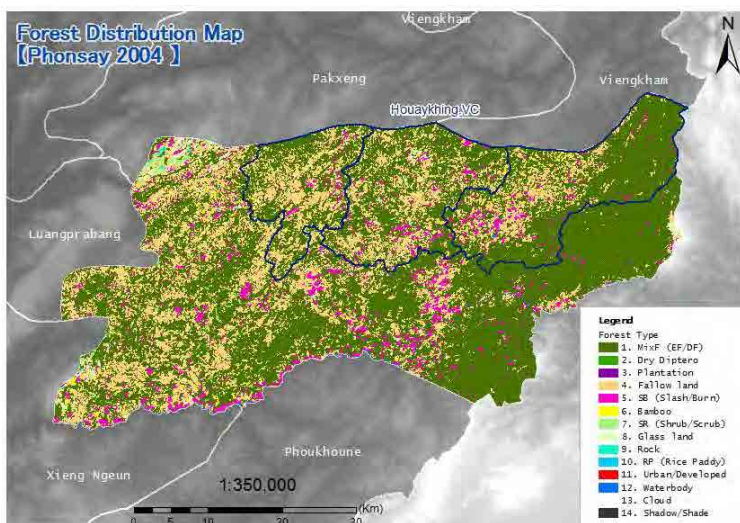 Forest Distribution Map
【Phonsay 2004 】
Viengkham
N
Pakxeng
Viengkham
Houaykhing.VC
Luangprabang
Legend
Forest Type
1. MixF (EF/DF)
2. Dry Diptero
3. Plantation
4. Fallow land
5. SB (Slash/Burn)
6. Bamboo
7. SR (Shrub/Scrub)
8. Glass land
9. Rock
10. RP (Rice Paddy)
11. Urban/Developed
12. Waterbody
13. Cloud
14. Shadow/Shade
Phoukhoune
Xieng Ngeun
1:350,000
0 5 10 20 30 (Km)